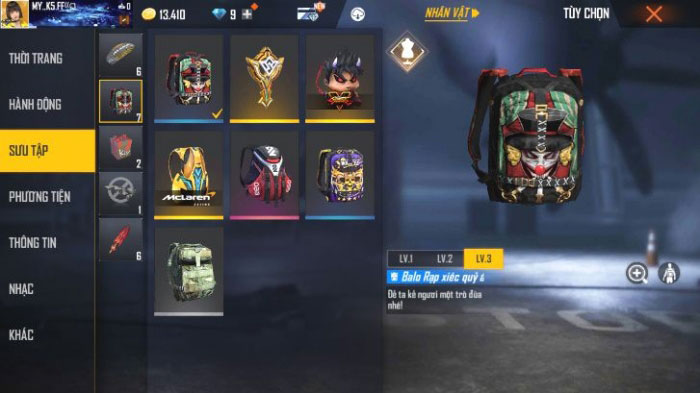 MY_K5.FF
13.410
9
0
NHÂN VẬT
TÙY CHỌN
THỜI TRANG
HÀNH ĐỘNG
SƯU TẬP
PHƯƠNG TIỆN
THÔNG TIN
NHẠC
KHÁC
6
7
2
1
6
McLaren
LV.1
LV.2
LV.3
Balo Rạp xiếc quỷ
Để ta kể ngươi một trò đùa
nhé!